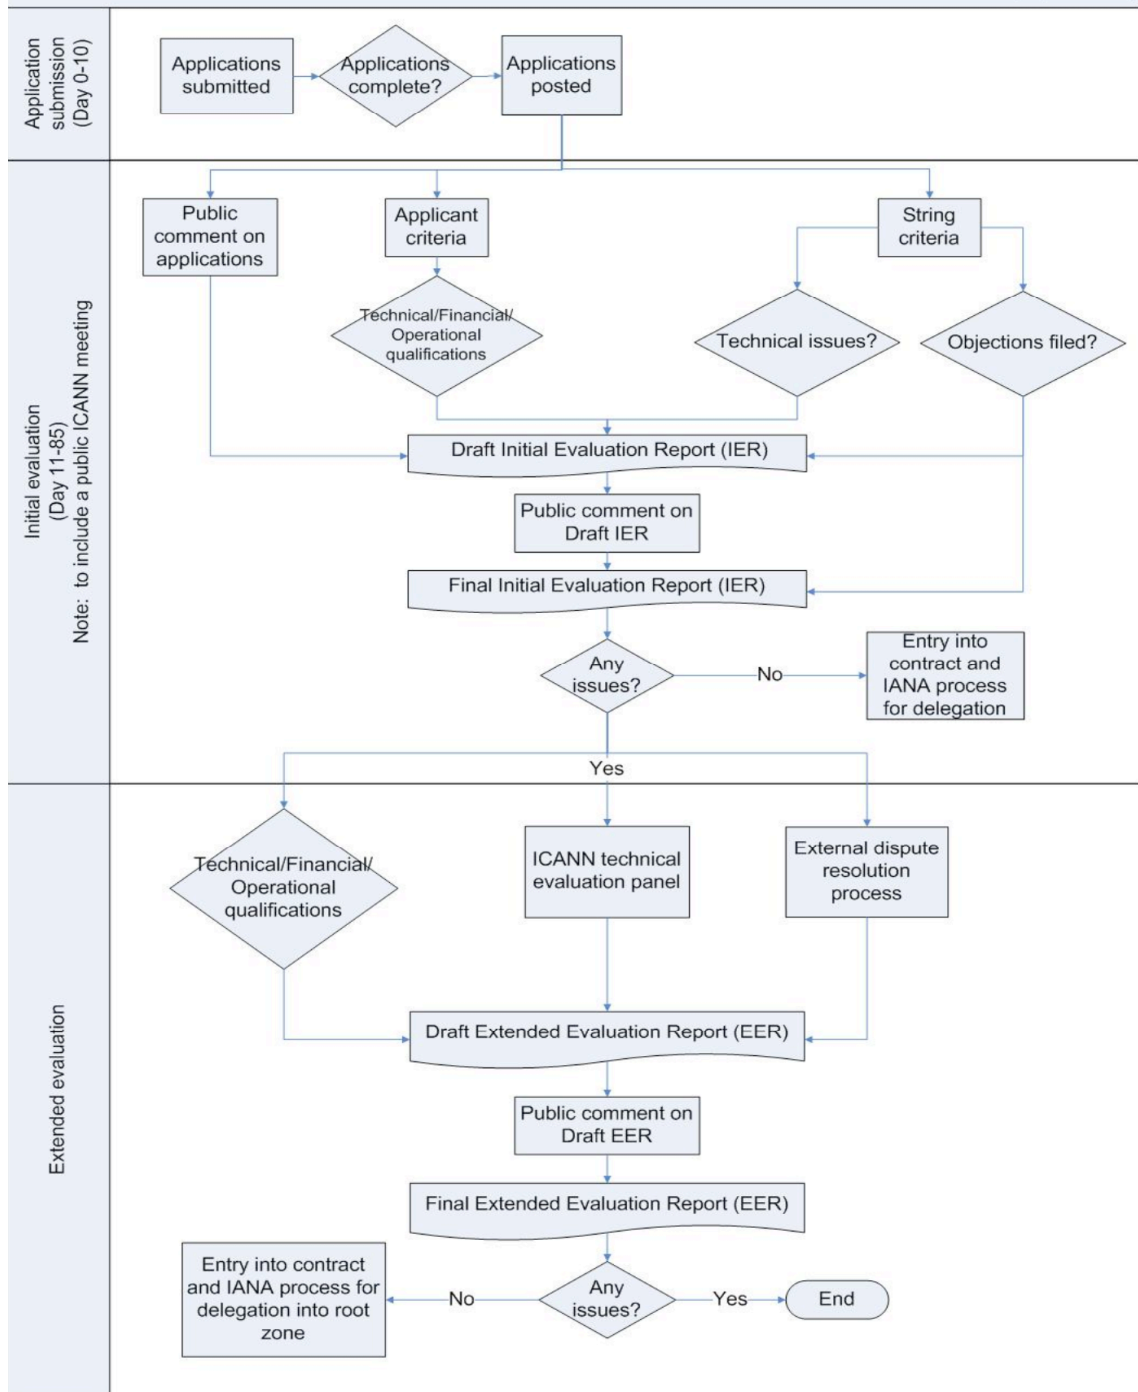 Application
submission
(Day 0-10)
Applications
submitted
Applications
complete?
Applications
posted
Initial evaluation
(Day 11-85)
Note: to include a public ICANN meeting
Public
comment on
applications
Applicant
criteria
String
criteria
Technical/Financial/
Operational
qualifications
Technical issues?
Objections filed?
Draft Initial Evaluation Report (IER)
Public comment on
Draft IER
Final Initial Evaluation Report (IER)
Any
issues?
No
Entry into
contract and
IANA process
for delegation
Yes
Extended evaluation
Technical/Financial/
Operational
qualifications
ICANN technical
evaluation panel
External dispute
resolution
process
Draft Extended Evaluation Report (EER)
Public comment on
Draft EER
Final Extended Evaluation Report (EER)
Entry into contract
and IANA process for
delegation into root
zone
No
Any
issues?
Yes
End